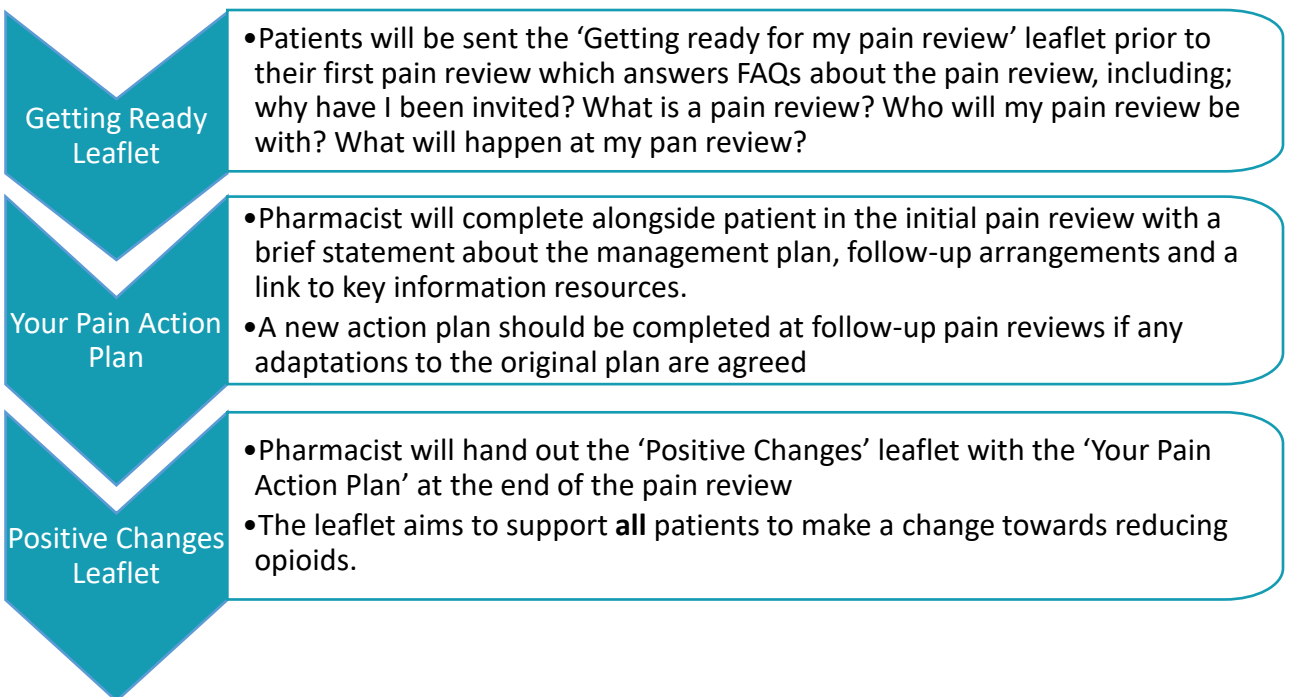 Getting Ready
Leaflet
•Patients will be sent the ‘Getting ready for my pain review’ leaflet prior to
their first pain review which answers FAQs about the pain review, including;
why have I been invited? What is a pain review? Who will my pain review be
with? What will happen at my pan review?
Your Pain Action
Plan
•Pharmacist will complete alongside patient in the initial pain review with a
brief statement about the management plan, follow-up arrangements and a
link to key information resources.
•A new action plan should be completed at follow-up pain reviews if any
adaptations to the original plan are agreed
Positive Changes
Leaflet
•Pharmacist will hand out the ‘Positive Changes’ leaflet with the ‘Your Pain
Action Plan’ at the end of the pain review
•The leaflet aims to support all patients to make a change towards reducing
opioids.